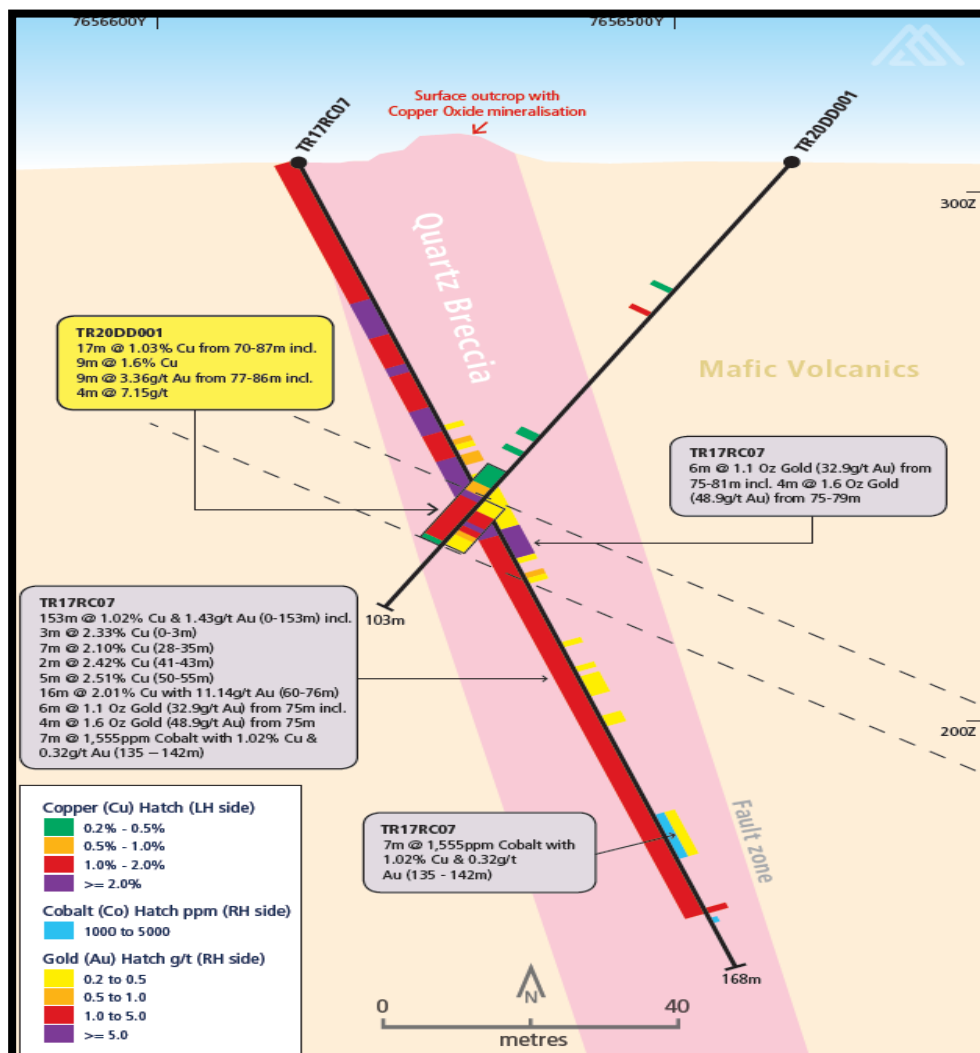 7656600Y
7656500Y
Surface outcrop with
Copper Oxide mineralisation
TR17RC07
TR20DD001
300Z
Quartz Breccia
Mafic Volcanics
TR20DD001
17m @ 1.03% Cu from 70-87m incl.
9m @ 1.6% Cu
9m @ 3.36g/t Au from 77-86m incl.
4m @ 7.15g/t
TR17RC07
6m @ 1.1 Oz Gold (32.9g/t Au) from
75-81m incl. 4m @ 1.6 Oz Gold
(48.9g/t Au) from 75-79m
103m
TR17RC07
153m @ 1.02% Cu & 1.43g/t Au (0-153m) incl.
3m @ 2.33% Cu (0-3m)
7m @ 2.10% Cu (28-35m)
2m @ 2.42% Cu (41-43m)
5m @ 2.51% Cu (50-55m)
16m @ 2.01% Cu with 11.14g/t Au (60-76m)
6m @ 1.1 Oz Gold (32.9g/t Au) from 75m incl.
4m @ 1.6 Oz Gold (48.9g/t Au) from 75m
7m @ 1,555ppm Cobalt with 1.02% Cu &
0.32g/t Au (135 – 142m)
200Z
TR17RC07
7m @ 1,555ppm Cobalt with
1.02% Cu & 0.32g/t
Au (135 - 142m)
Fault zone
168m
Copper (Cu) Hatch (LH side)
0.2% - 0.5%
0.5% - 1.0%
1.0% - 2.0%
>= 2.0%
Cobalt (Co) Hatch ppm (RH side)
1000 to 5000
Gold (Au) Hatch g/t (RH side)
0.2 to 0.5
0.5 to 1.0
1.0 to 5.0
>= 5.0
N
0
40
metres